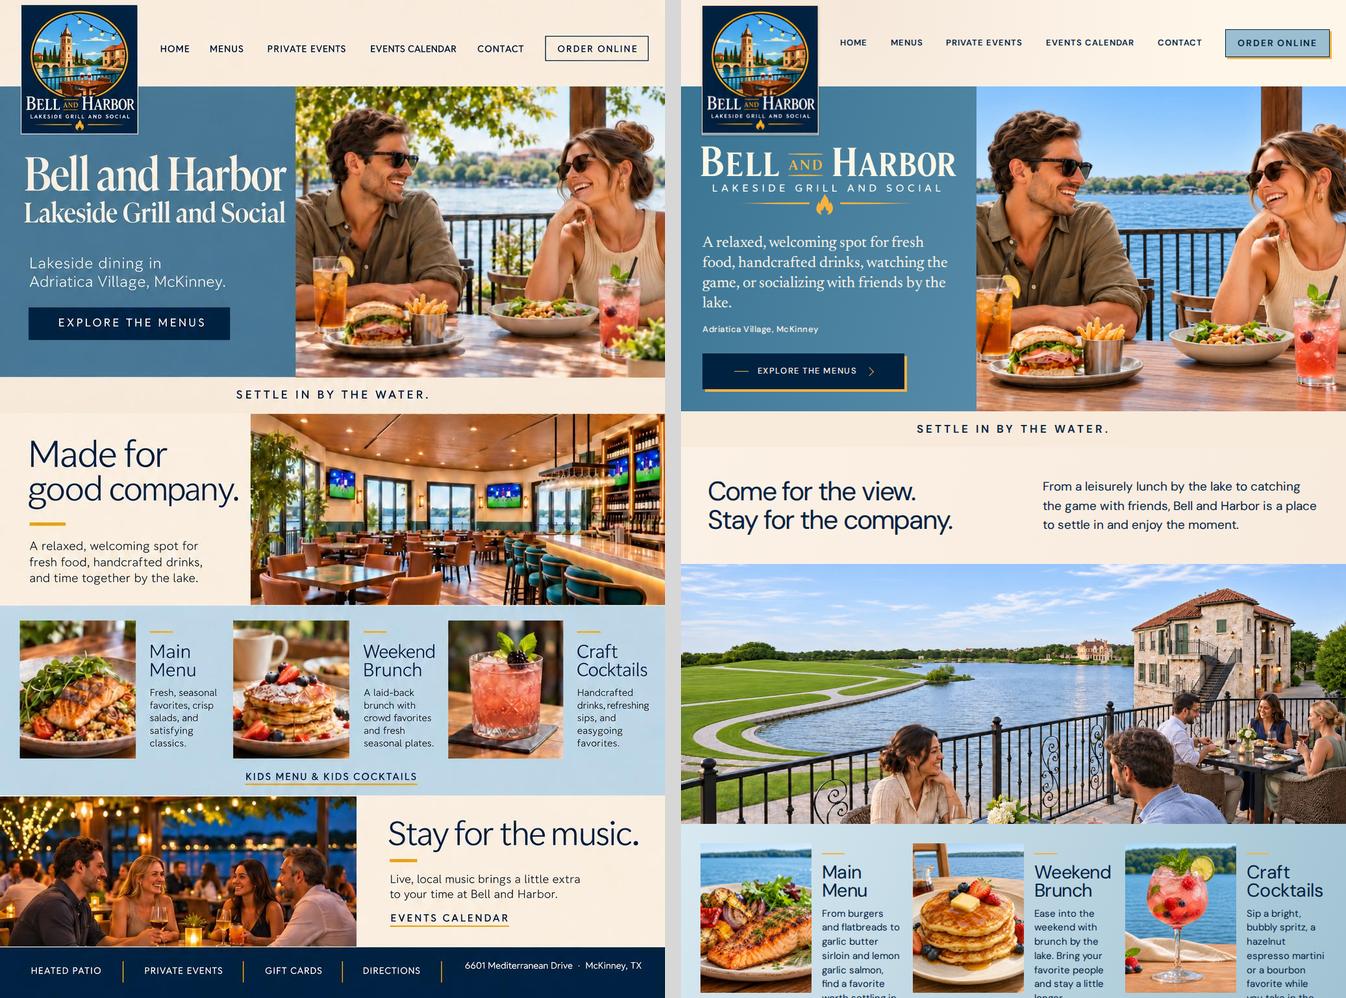 BELL AND HARBOR
LAKESIDE GRILL AND SOCIAL
HOME
MENUS
PRIVATE EVENTS
EVENTS CALENDAR
CONTACT
ORDER ONLINE
Bell and Harbor
Lakeside Grill and Social
Lakeside dining in
Adriatica Village, McKinney.
EXPLORE THE MENUS
SETTLE IN BY THE WATER.
Made for
good company.
A relaxed, welcoming spot for
fresh food, handcrafted drinks,
and time together by the lake.
Main
Menu
Fresh, seasonal
favorites, crisp
salads, and
satisfying
classics.
Weekend
Brunch
A laid-back
brunch with
crowd favorites
and fresh
seasonal plates.
Craft
Cocktails
Handcrafted
drinks, refreshing
sips, and
easygoing
favorites.
KIDS MENU & KIDS COCKTAILS
Stay for the music.
Live, local music brings a little extra
to your time at Bell and Harbor.
EVENTS CALENDAR
HEATED PATIO
PRIVATE EVENTS
GIFT CARDS
DIRECTIONS
6601 Mediterranean Drive · McKinney, TX
BELL AND HARBOR
LAKESIDE GRILL AND SOCIAL
HOME
MENUS
PRIVATE EVENTS
EVENTS CALENDAR
CONTACT
ORDER ONLINE
BELL AND HARBOR
LAKESIDE GRILL AND SOCIAL
A relaxed, welcoming spot for fresh
food, handcrafted drinks, watching the
game, or socializing with friends by the
lake.
Adriatica Village, McKinney
EXPLORE THE MENUS
SETTLE IN BY THE WATER.
Come for the view.
Stay for the company.
From a leisurely lunch by the lake to catching
the game with friends, Bell and Harbor is a place
to settle in and enjoy the moment.
Main
Menu
From burgers
and flatbreads to
garlic butter
sirloin and lemon
garlic salmon,
find a favorite
worth settling in
Weekend
Brunch
Ease into the
weekend with
brunch by the
lake. Bring your
favorite people
and stay a little
longer.
Craft
Cocktails
Sip a bright,
bubbly spritz, a
hazelnut
espresso martini
or a bourbon
favorite while
you take in the